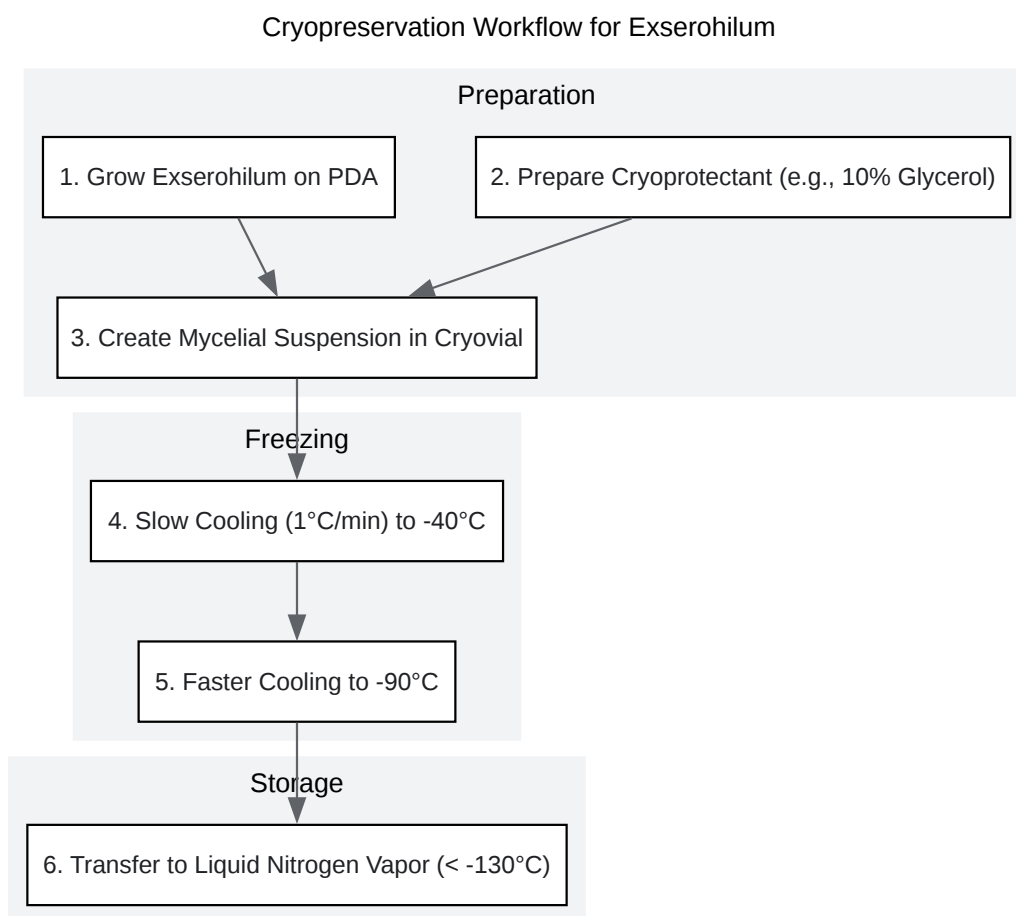 Cryopreservation Workflow for Exserohilum
Preparation
1. Grow Exserohilum on PDA
2. Prepare Cryoprotectant (e.g., 10% Glycerol)
3. Create Mycelial Suspension in Cryovial
Freezing
4. Slow Cooling (1°C/min) to -40°C
5. Faster Cooling to -90°C
Storage
6. Transfer to Liquid Nitrogen Vapor (< -130°C)